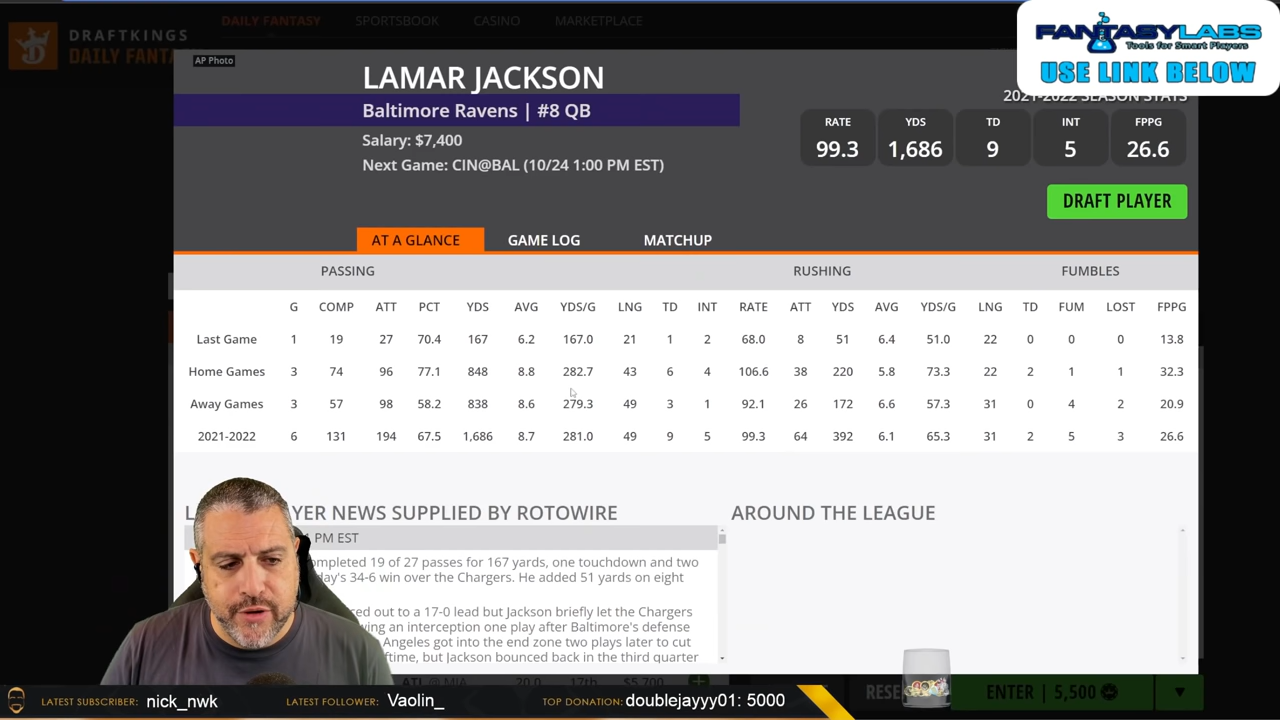 DRAFTKINGS
DAILY FANTA
DAILY FANTASY SPORTSBOOK CASINO MARKETPLACE
FANTASYLABS
Tools for Smart Players
USE LINK BELOW
AP Photo
LAMAR JACKSON
Baltimore Ravens | #8 QB
Salary: $7,400
Next Game: CIN@BAL (10/24 1:00 PM EST)
2021-2022 SEASON STATS
RATE YDS TD INT FPPG
99.3 1,686 9 5 26.6
DRAFT PLAYER
AT A GLANCE GAME LOG MATCHUP
PASSING RUSHING FUMBLES
G COMP ATT PCT YDS AVG YDS/G LNG TD INT RATE ATT YDS AVG YDS/G LNG TD FUM LOST FPPG
Last Game 1 19 27 70.4 167 6.2 167.0 21 1 2 68.0 8 51 6.4 51.0 22 0 0 0 13.8
Home Games 3 74 96 77.1 848 8.8 282.7 43 6 4 106.6 38 220 5.8 73.3 22 2 1 1 32.3
Away Games 3 57 98 58.2 838 8.6 279.3 49 3 1 92.1 26 172 6.6 57.3 31 0 4 2 20.9
2021-2022 6 131 194 67.5 1,686 8.7 281.0 49 9 5 99.3 64 392 6.1 65.3 31 2 5 3 26.6
L YER NEWS SUPPLIED BY ROTOWIRE AROUND THE LEAGUE
PM EST
ompleted 19 of 27 passes for 167 yards, one touchdown and two
day's 34-6 win over the Chargers. He added 51 yards on eight
ced out to a 17-0 lead but Jackson briefly let the Chargers
wing an interception one play after Baltimore's defense
Angeles got into the end zone two plays later to cut
ftime, but Jackson bounced back in the third quarter
ATL @ MIA 20.0 17th $5,700
RESE ENTER | 5,500
LATEST SUBSCRIBER: nick_nwk LATEST FOLLOWER: Vaolin_ TOP DONATION: doublejayyy01: 5000